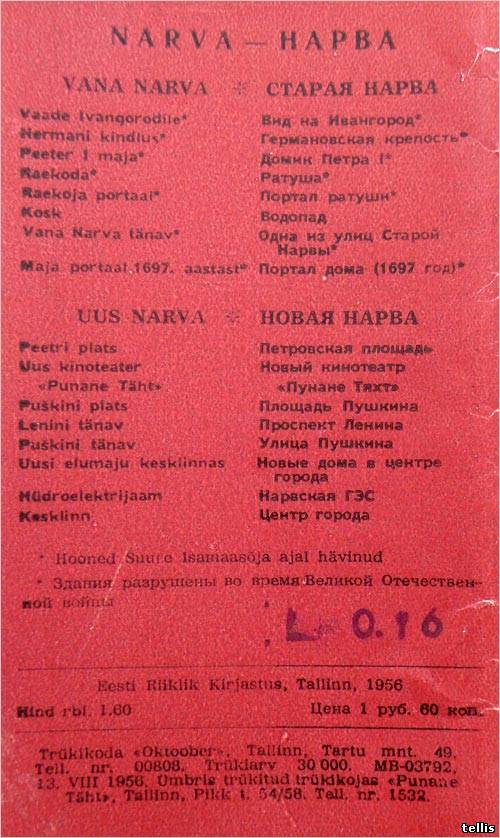 NARVA — НАРВА
VANA NARVA * СТАРАЯ НАРВА
Vaade Ivangorodile* Вид на Ивангород*
Hermani kindlus* Германовская крепость*
Peeter I maja* Домик Петра I*
Raekoda* Ратуша*
Raekoja portaal* Портал ратуши*
Kosk Водопад
Vana Narva tänav* Одна из улиц Старой
Нарвы*
Maja portaal 1697. aastast* Портал дома (1697 год)*
UUS NARVA * НОВАЯ НАРВА
Peetri plats Петровская площадь
Uus kinoteater Новый кинотеатр
«Punane Täht» «Пунане Тяхт»
Puškini plats Площадь Пушкина
Lenini tänav Проспект Ленина
Puškini tänav Улица Пушкина
Uusi elumaju kesklinnas Новые дома в центре
города
Hüdroelektrijaam Нарвская ГЭС
Kesklinn Центр города
* Hooned Suure Isamaasõja ajal hävinud
* Здания разрушены во время Великой Отечествен-
ной войны
L— 0.16
Eesti Riiklik Kirjastus, Tallinn, 1956
Hind rbl. 1.60 Цена 1 руб. 60 коп.
Trükikoda «Oktoober», Tallinn, Tartu mnt. 49.
Tell. nr. 00808. Trükiarv 30 000. MB-03792,
13. VIII 1956. Ümbris trükitud trükikojas «Punane
Täht», Tallinn, Pikk t. 54/58. Tell. nr. 1532.
tellis